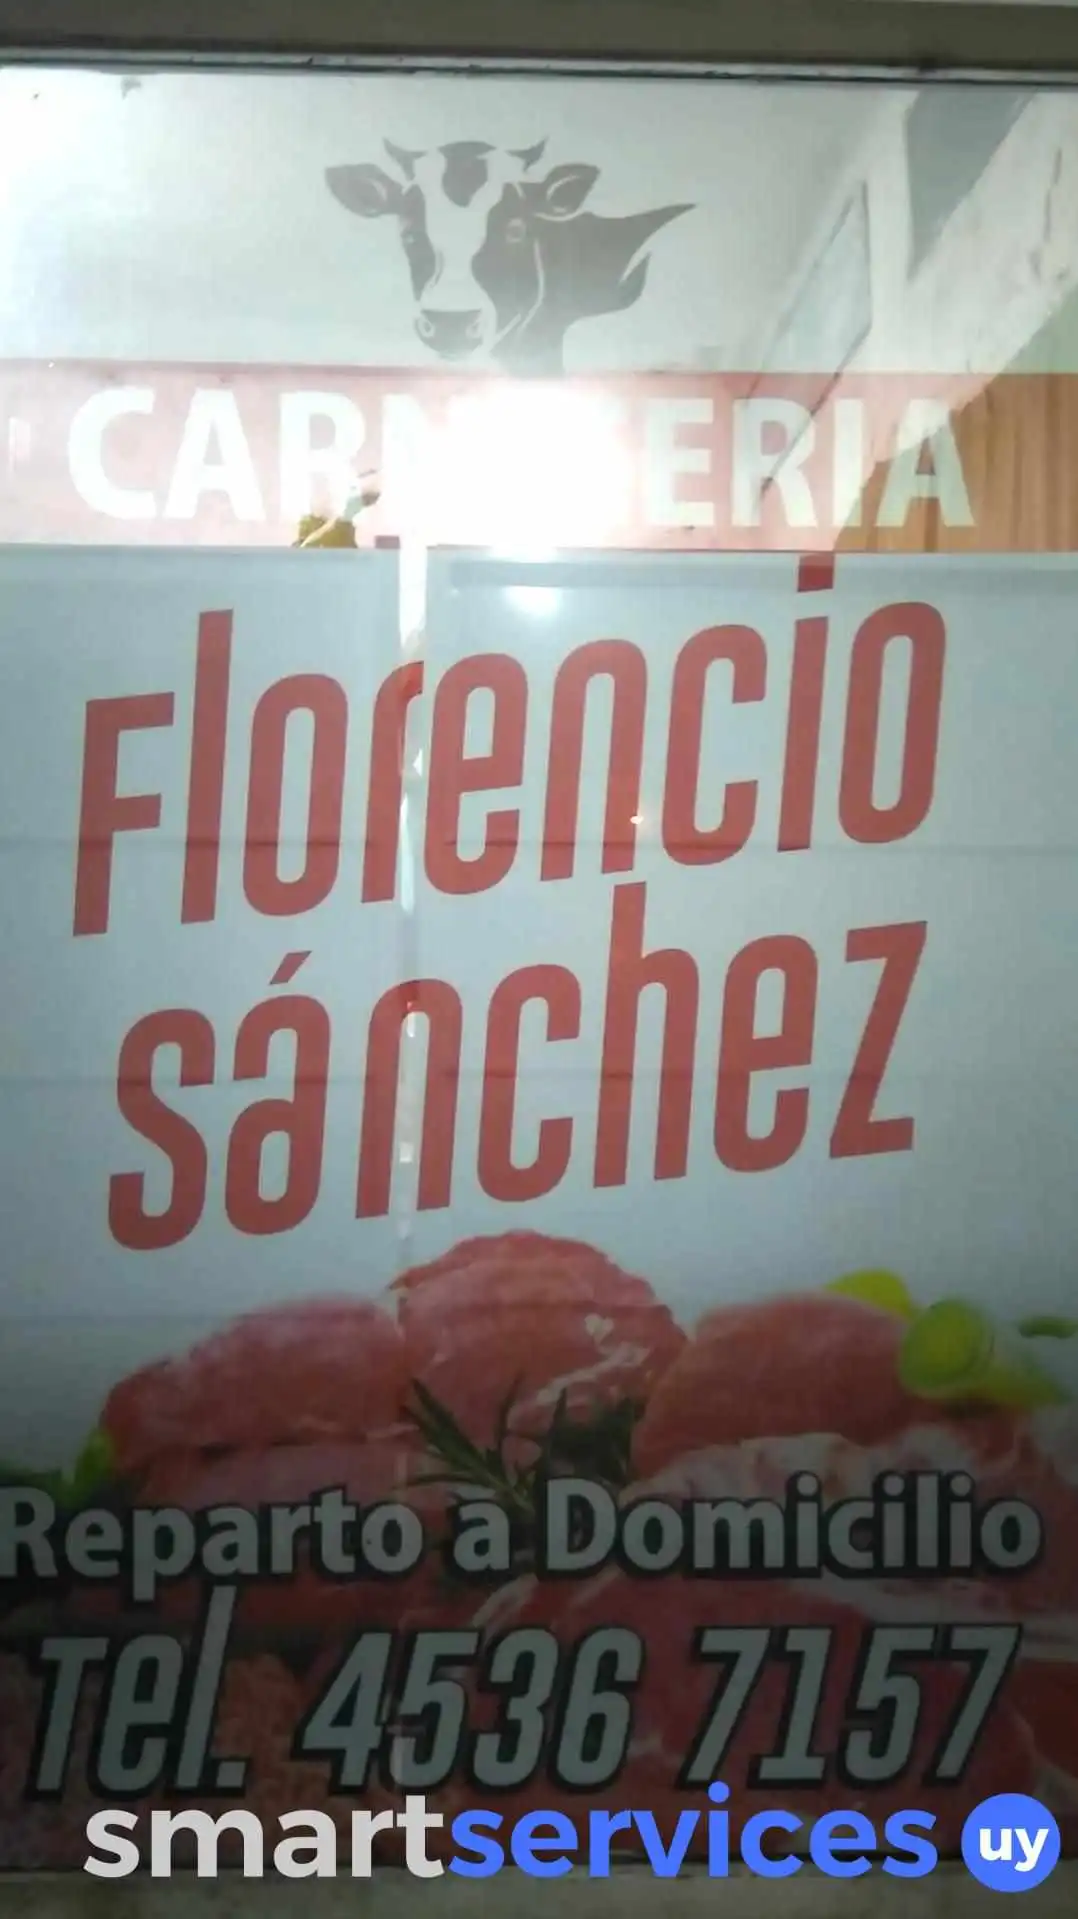 CARNICERIA
Florencio
Sánchez
Reparto a Domicilio
Tel. 4536 7157
smartservices uy